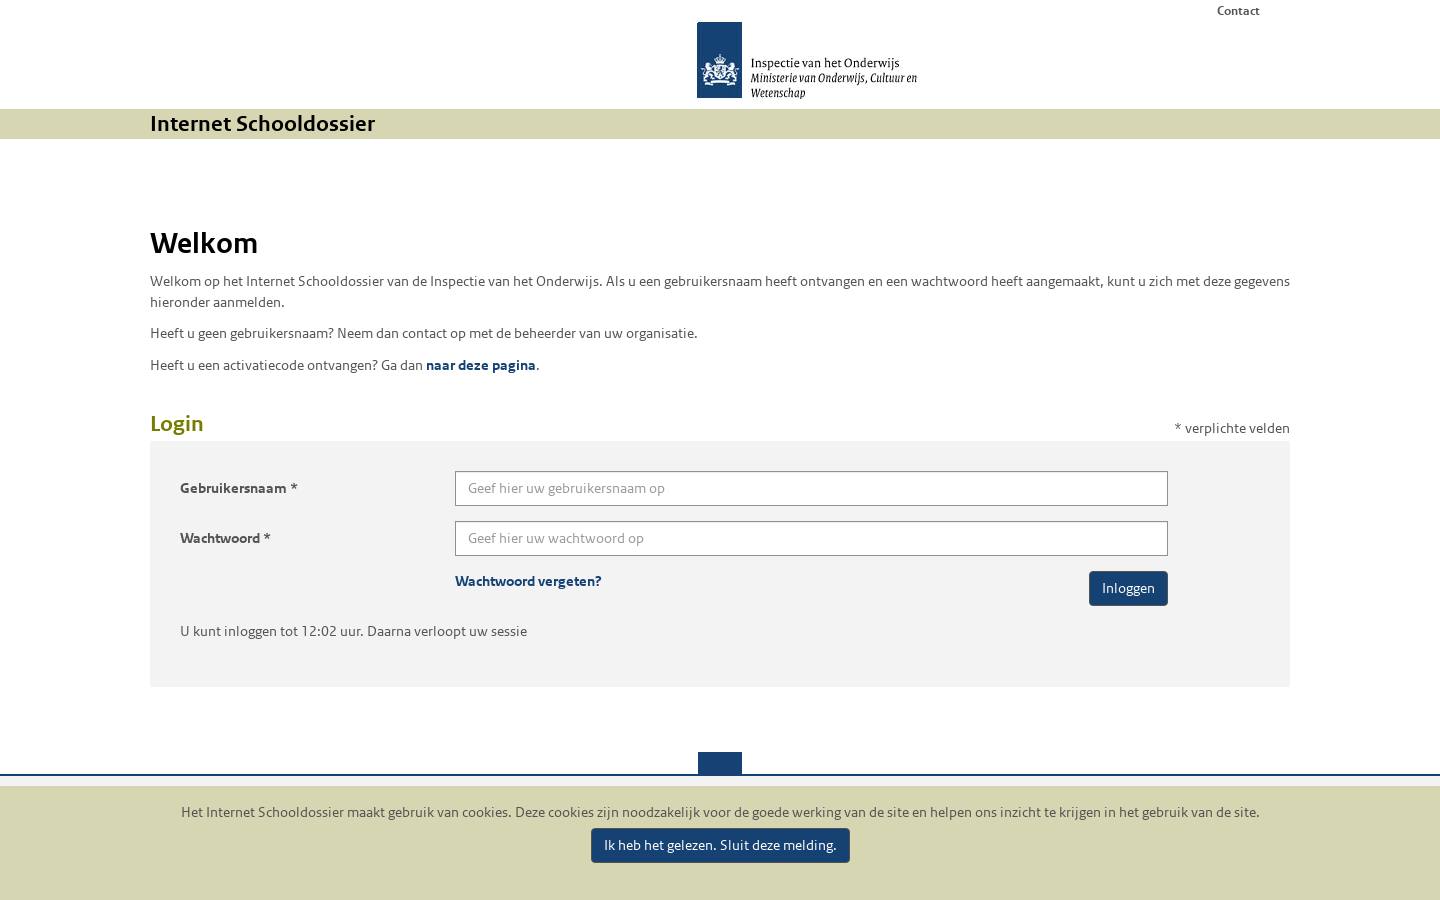 Contact
Inspectie van het Onderwijs
Ministerie van Onderwijs, Cultuur en
Wetenschap
Internet Schooldossier
Welkom
Welkom op het Internet Schooldossier van de Inspectie van het Onderwijs. Als u een gebruikersnaam heeft ontvangen en een wachtwoord heeft aangemaakt, kunt u zich met deze gegevens
hieronder aanmelden.
Heeft u geen gebruikersnaam? Neem dan contact op met de beheerder van uw organisatie.
Heeft u een activatiecode ontvangen? Ga dan naar deze pagina.
Login
* verplichte velden
Gebruikersnaam *
Geef hier uw gebruikersnaam op
Wachtwoord *
Geef hier uw wachtwoord op
Wachtwoord vergeten?
Inloggen
U kunt inloggen tot 12:02 uur. Daarna verloopt uw sessie
Het Internet Schooldossier maakt gebruik van cookies. Deze cookies zijn noodzakelijk voor de goede werking van de site en helpen ons inzicht te krijgen in het gebruik van de site.
Ik heb het gelezen. Sluit deze melding.